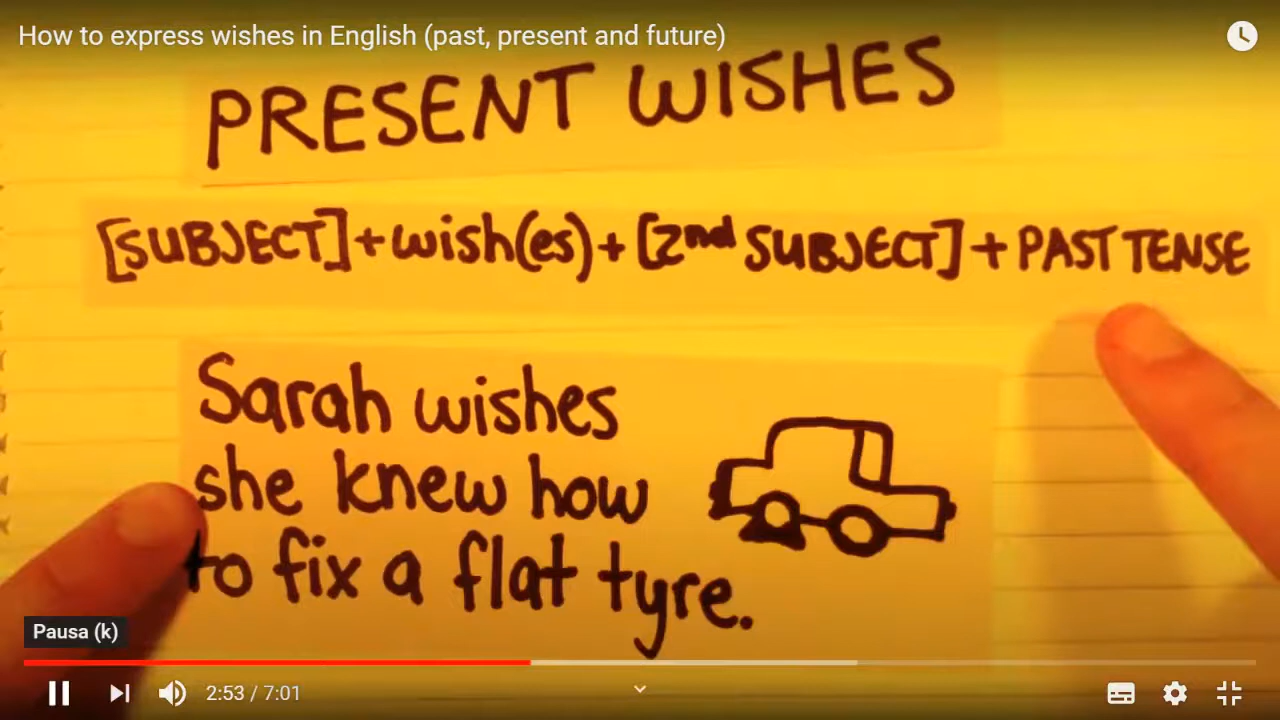 How to express wishes in English (past, present and future)
PRESENT WISHES
[SUBJECT]+wish(es)+[2nd SUBJECT]+PAST TENSE
Sarah wishes
she knew how
to fix a flat tyre.
Pausa (k)
2:53 / 7:01